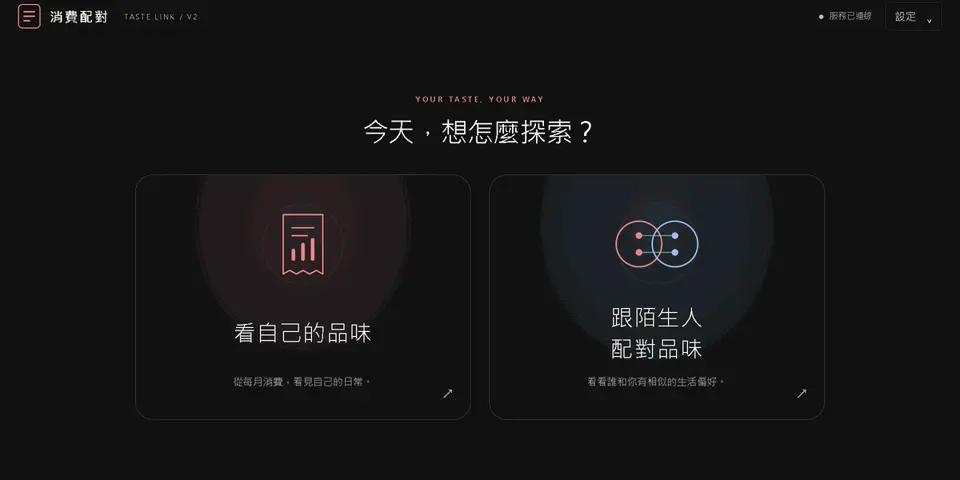 消費配對
TASTE LINK / V2
服務已連線
設定
YOUR TASTE, YOUR WAY
今天，想怎麼探索？
看自己的品味
從每月消費，看見自己的日常。
跟陌生人
配對品味
看看誰和你有相似的生活偏好。